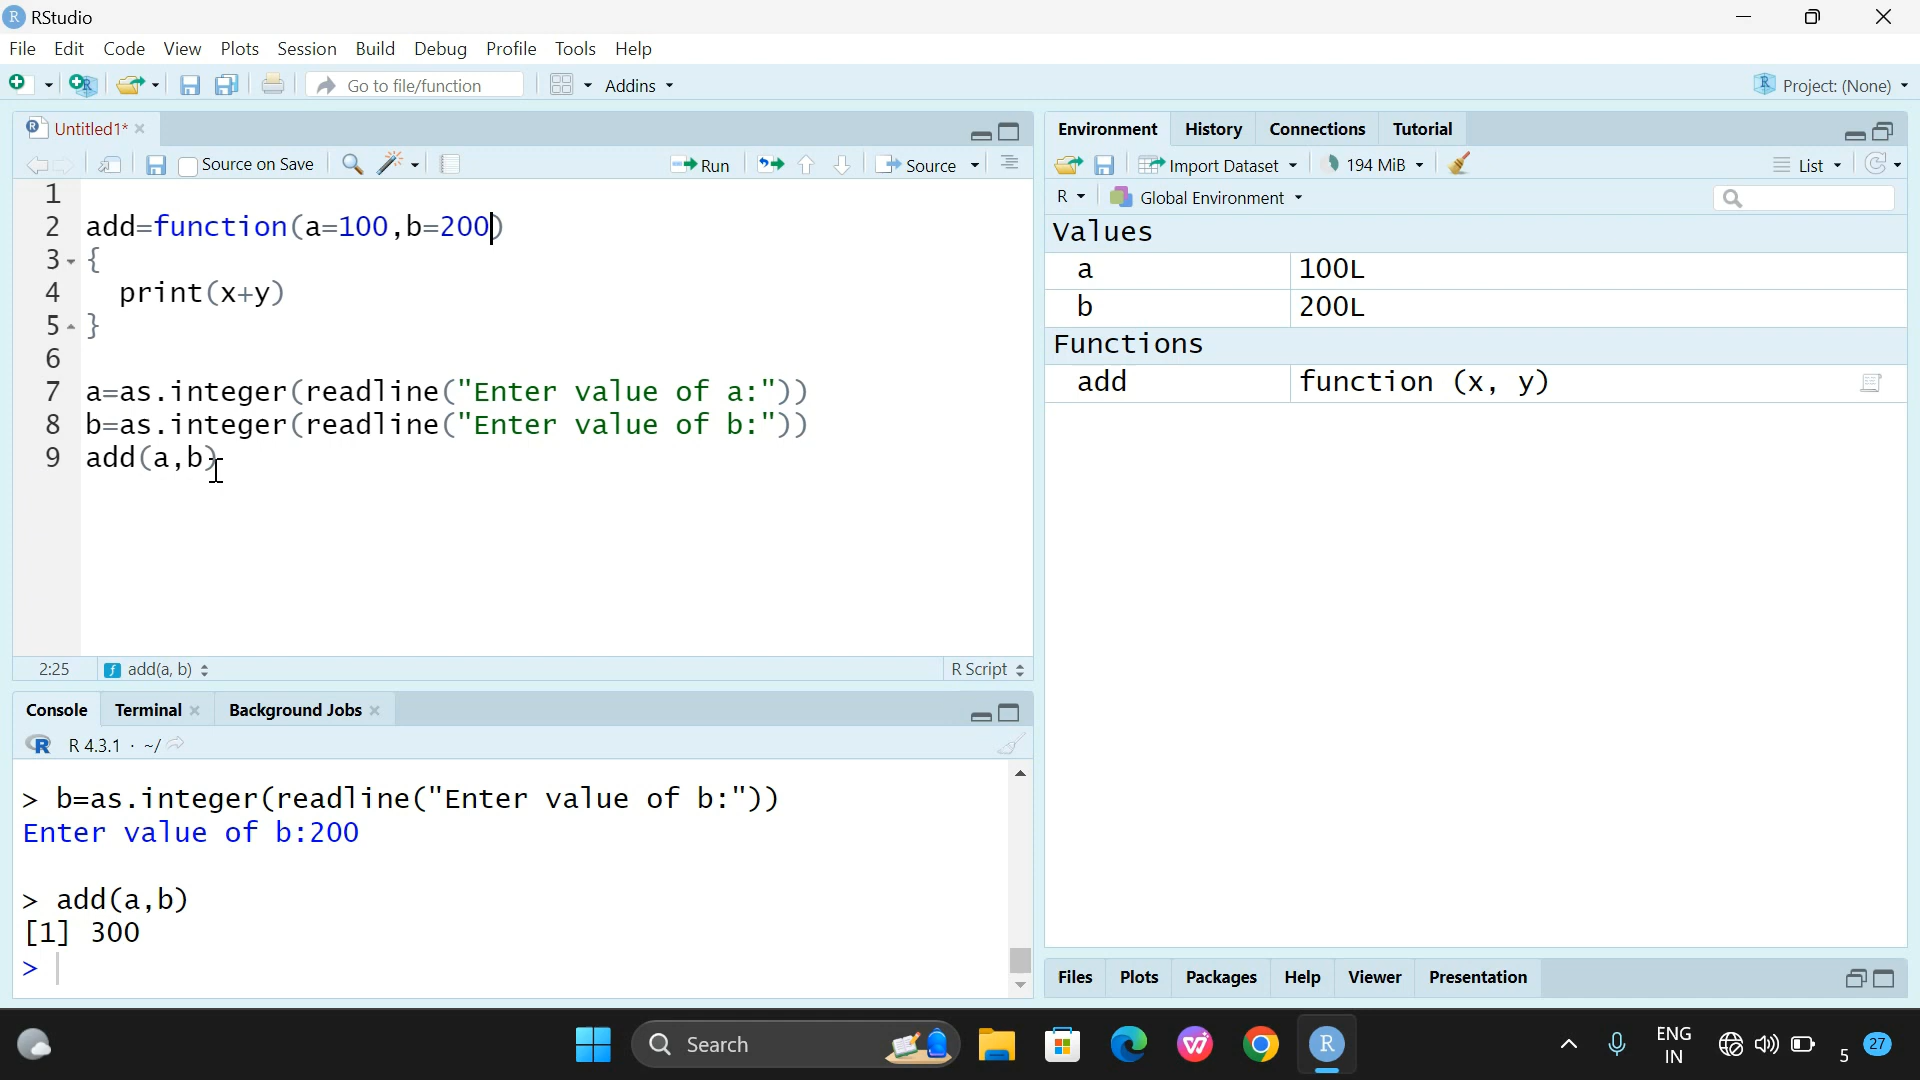 RStudio
File Edit Code View Plots Session Build Debug Profile Tools Help
Go to file/function Addins Project: (None)
Untitled1*
Source on Save Run Source
1
2 add=function(a=100,b=200)
3 {
4 print(x+y)
5 }
6
7 a=as.integer(readline("Enter value of a:"))
8 b=as.integer(readline("Enter value of b:"))
9 add(a,b)
2:25 add(a, b) R Script
Console Terminal Background Jobs
R 4.3.1 · ~/
> b=as.integer(readline("Enter value of b:"))
Enter value of b:200
> add(a,b)
[1] 300
>
Environment History Connections Tutorial
Import Dataset 194 MiB List
R Global Environment
Values
a 100L
b 200L
Functions
add function (x, y)
Files Plots Packages Help Viewer Presentation
Search
ENG
IN
5 27